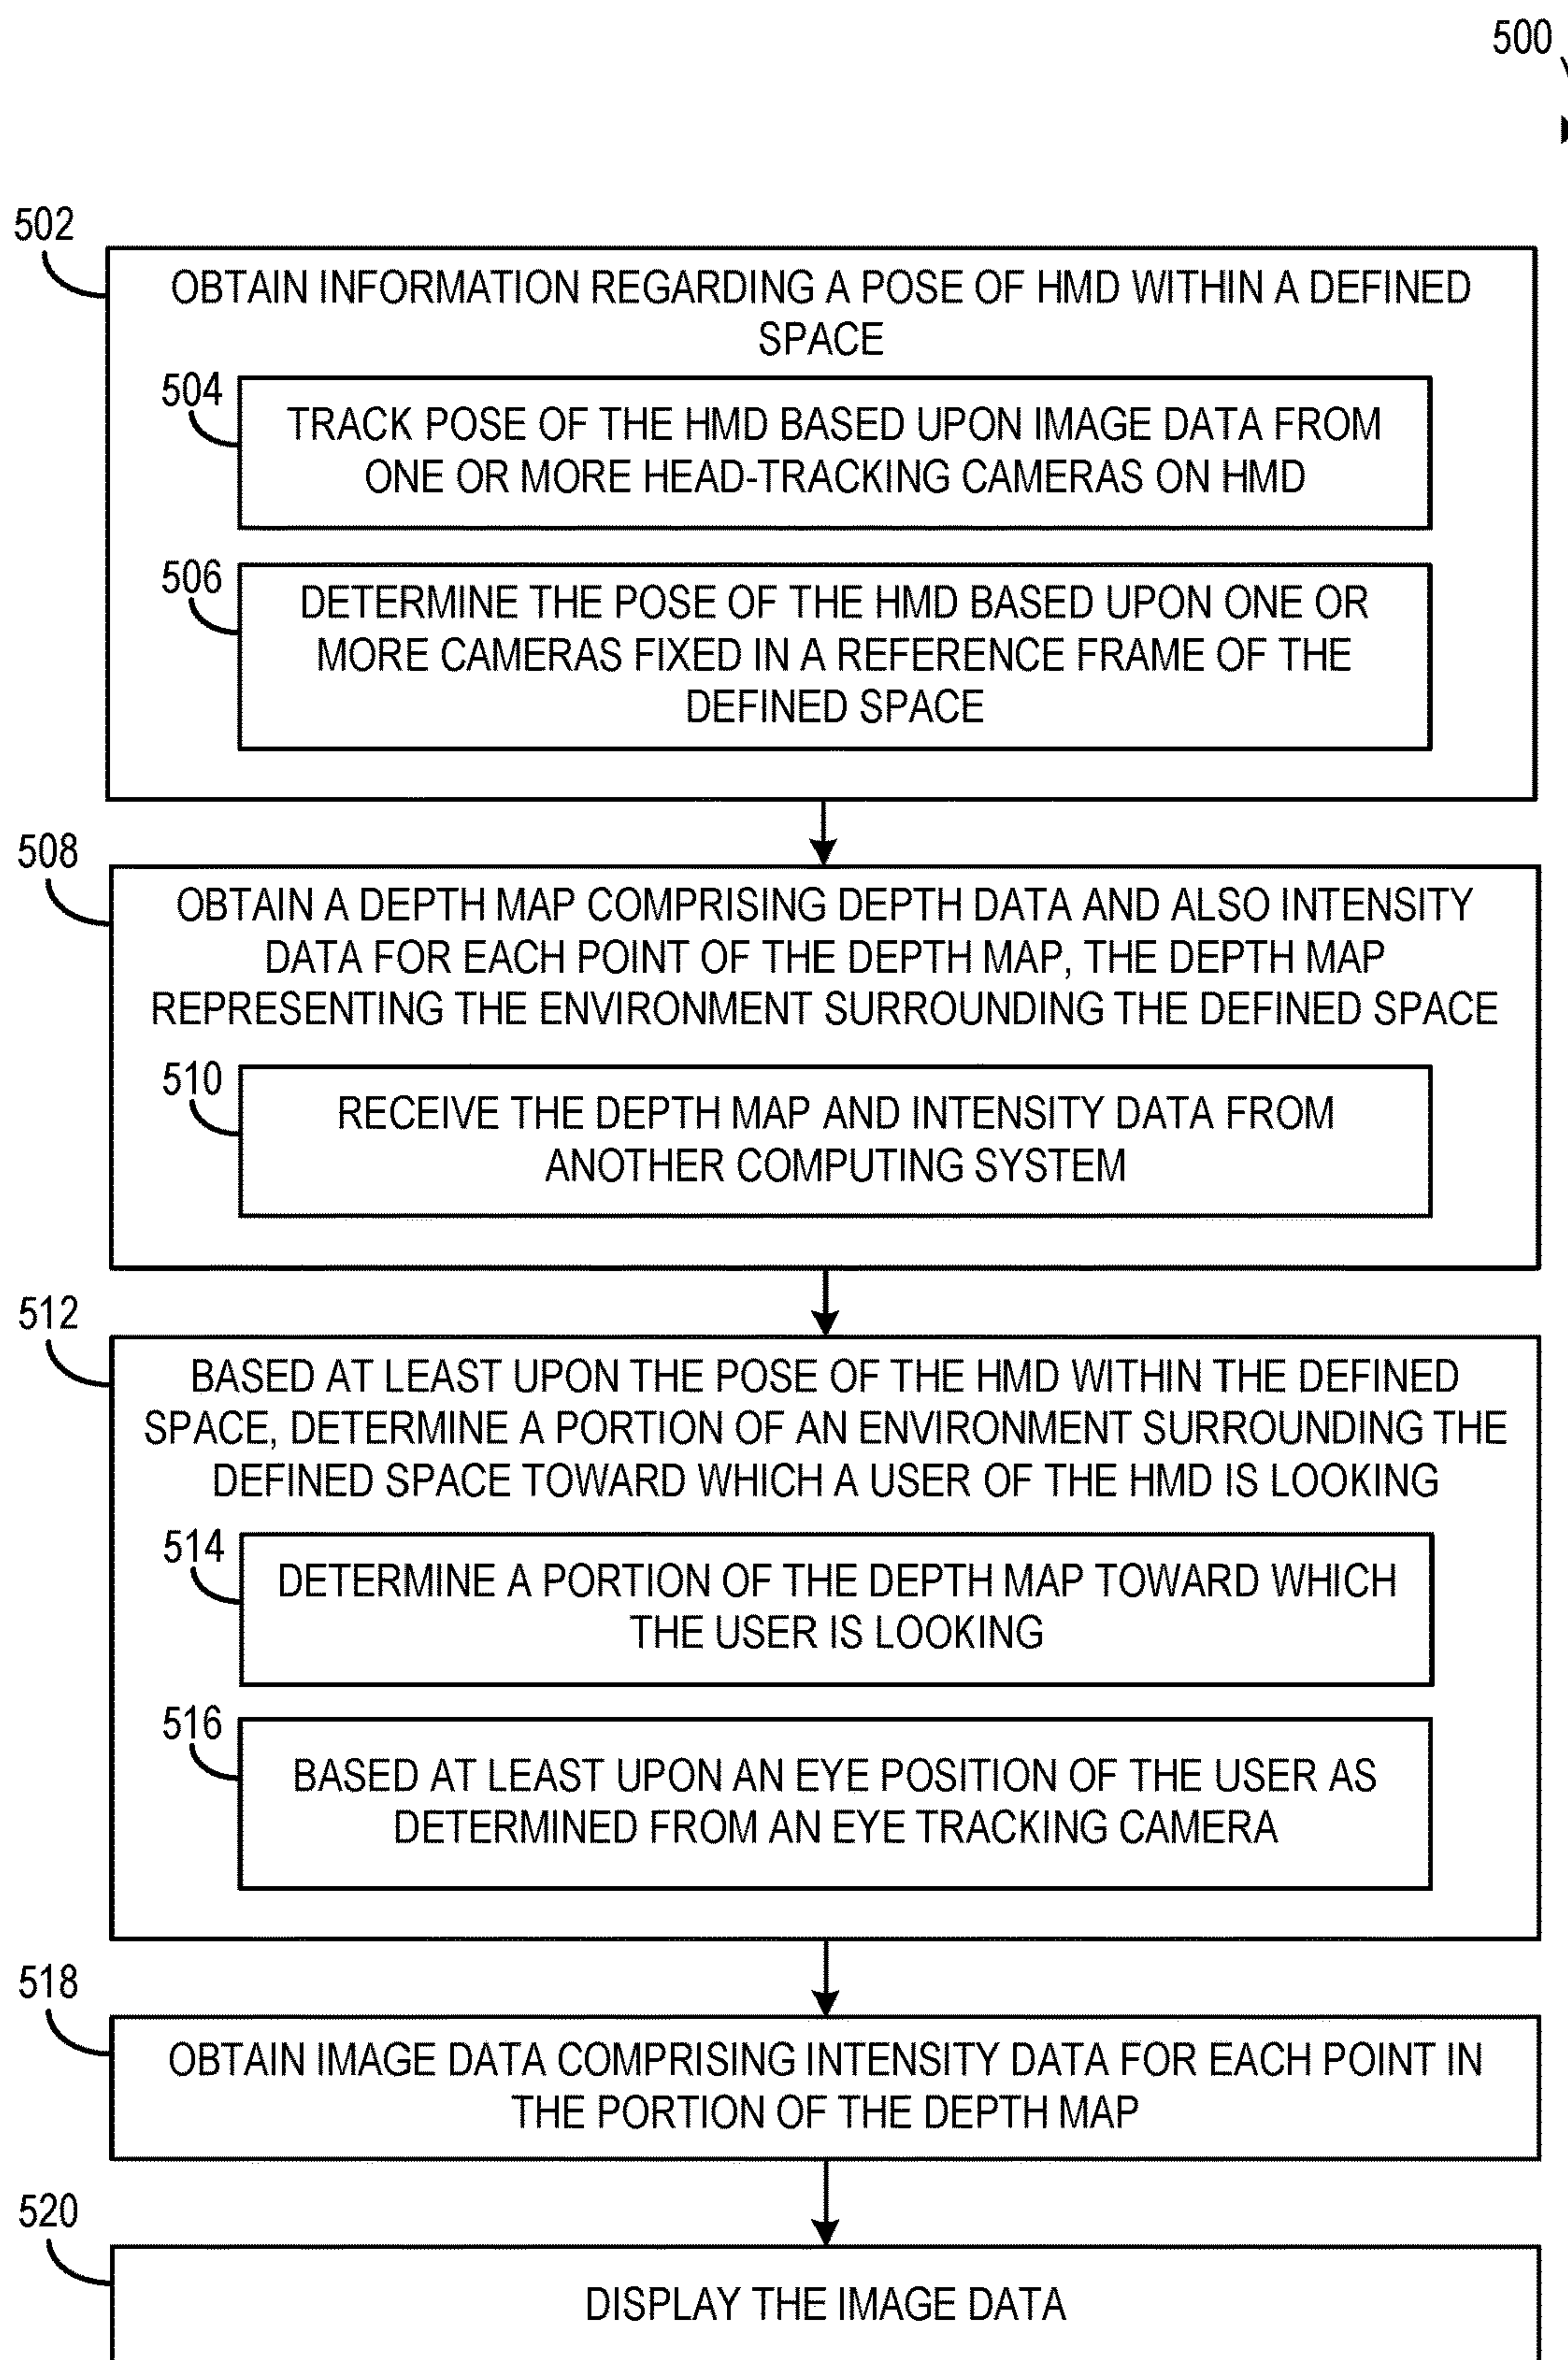 500
502
OBTAIN INFORMATION REGARDING A POSE OF HMD WITHIN A DEFINED
SPACE
504
TRACK POSE OF THE HMD BASED UPON IMAGE DATA FROM
ONE OR MORE HEAD-TRACKING CAMERAS ON HMD
506
DETERMINE THE POSE OF THE HMD BASED UPON ONE OR
MORE CAMERAS FIXED IN A REFERENCE FRAME OF THE
DEFINED SPACE
508
OBTAIN A DEPTH MAP COMPRISING DEPTH DATA AND ALSO INTENSITY
DATA FOR EACH POINT OF THE DEPTH MAP, THE DEPTH MAP
REPRESENTING THE ENVIRONMENT SURROUNDING THE DEFINED SPACE
510
RECEIVE THE DEPTH MAP AND INTENSITY DATA FROM
ANOTHER COMPUTING SYSTEM
512
BASED AT LEAST UPON THE POSE OF THE HMD WITHIN THE DEFINED
SPACE, DETERMINE A PORTION OF AN ENVIRONMENT SURROUNDING THE
DEFINED SPACE TOWARD WHICH A USER OF THE HMD IS LOOKING
514
DETERMINE A PORTION OF THE DEPTH MAP TOWARD WHICH
THE USER IS LOOKING
516
BASED AT LEAST UPON AN EYE POSITION OF THE USER AS
DETERMINED FROM AN EYE TRACKING CAMERA
518
OBTAIN IMAGE DATA COMPRISING INTENSITY DATA FOR EACH POINT IN
THE PORTION OF THE DEPTH MAP
520
DISPLAY THE IMAGE DATA